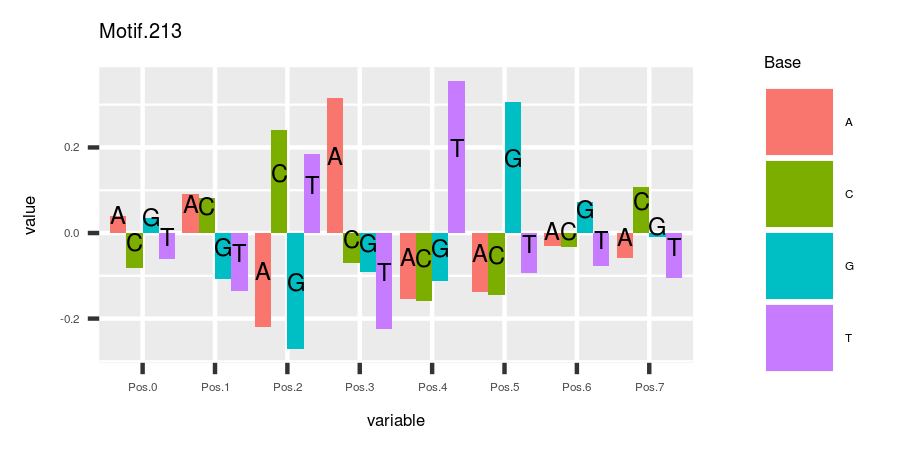 Motif.213
value
0.2
0.0
-0.2
A C G T
A C G T
A C G T
A C G T
A C G T
A C G T
A C G T
A C G T
Pos.0 Pos.1 Pos.2 Pos.3 Pos.4 Pos.5 Pos.6 Pos.7
variable
Base
A
C
G
T